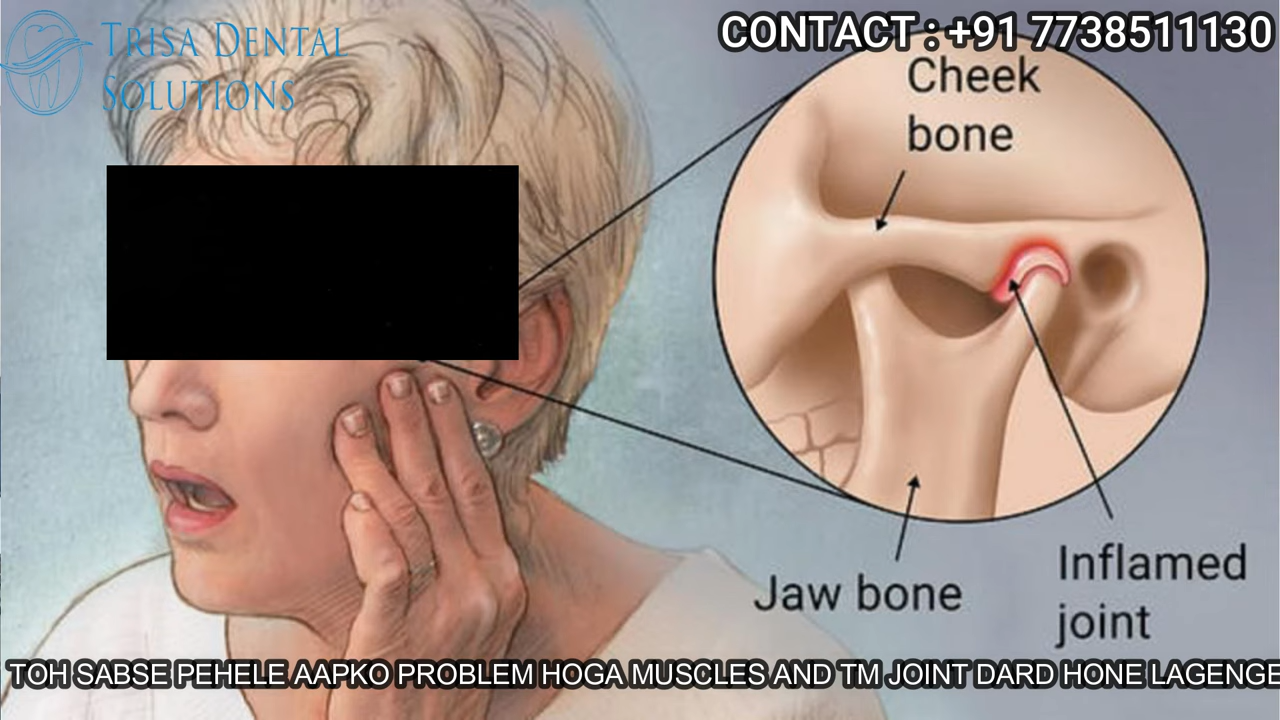 TRISA DENTAL
SOLUTIONS
CONTACT : +91 7738511130
Cheek
bone
Jaw bone
Inflamed
joint
TOH SABSE PEHELE AAPKO PROBLEM HOGA MUSCLES AND TM JOINT DARD HONE LAGENGE